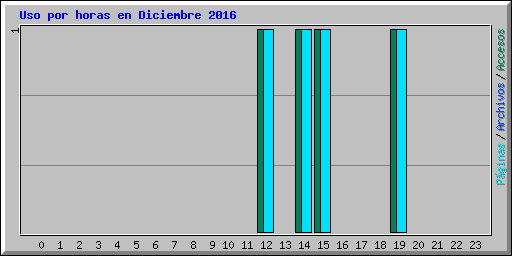 Uso por horas en Diciembre 2016
1
Páginas / Archivos / Accesos
0 1 2 3 4 5 6 7 8 9 10 11 12 13 14 15 16 17 18 19 20 21 22 23